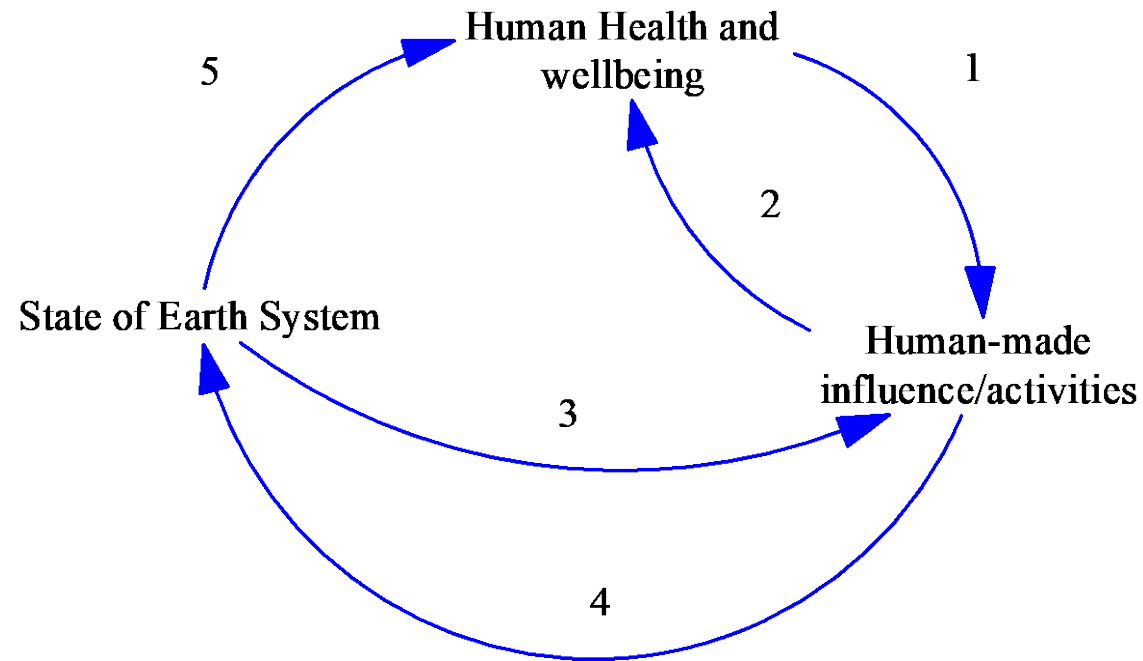 Human Health and
wellbeing
5
1
2
State of Earth System
Human-made
influence/activities
3
4